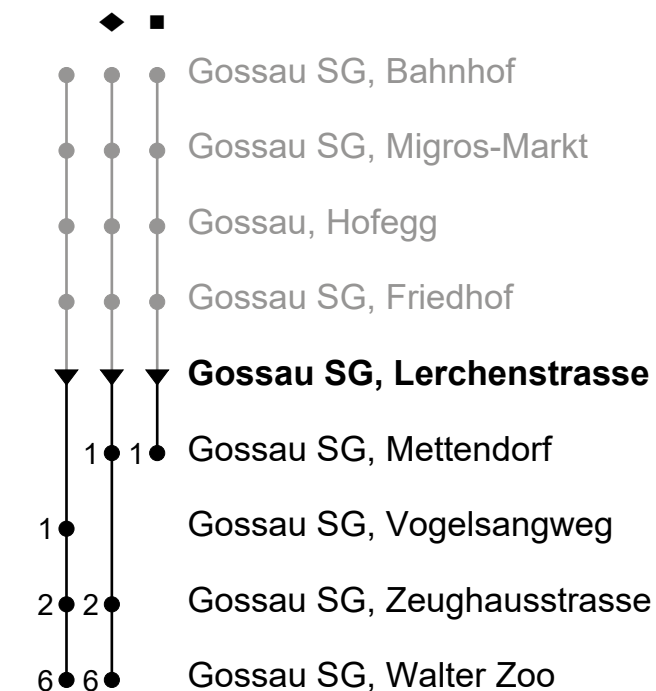 Gossau SG, Bahnhof
Gossau SG, Migros-Markt
Gossau, Hofegg
Gossau SG, Friedhof
Gossau SG, Lerchenstrasse
1 1 Gossau SG, Mettendorf
1 Gossau SG, Vogelsangweg
2 2 Gossau SG, Zeughausstrasse
6 6 Gossau SG, Walter Zoo